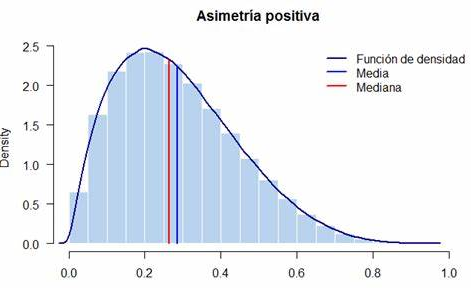 Asimetría positiva
Función de densidad
Media
Mediana
Density
2.5
2.0
1.5
1.0
0.5
0.0
0.0 0.2 0.4 0.6 0.8 1.0